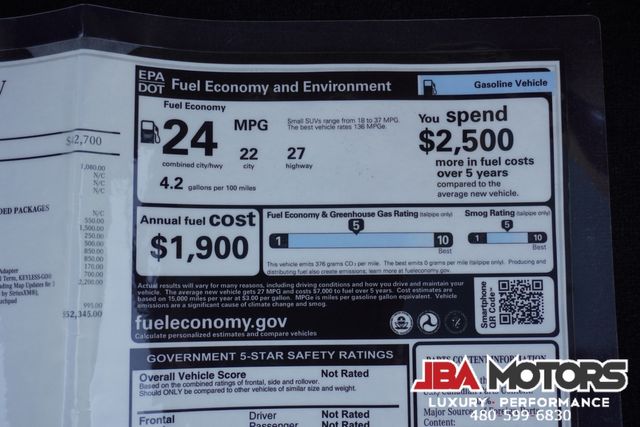 $42,700
1,080.00
N/C
N/C
N/C
DED PACKAGES
N/C
550.00
1,500.00
250.00
500.00
850.00
850.00
170.00
700.00
2,200.00
Adapter
l Term, KEYLESS-GO®
by SiriusXM®,
uchpad
995.00
$52,345.00
EPA
DOT
Fuel Economy and Environment
Gasoline Vehicle
Fuel Economy
24
MPG
combined city/hwy
22
city
27
highway
4.2 gallons per 100 miles
Small SUVs range from 18 to 37 MPG.
The best vehicle rates 136 MPGe.
You spend
$2,500
more in fuel costs
over 5 years
compared to the
average new vehicle.
Annual fuel cost
$1,900
Fuel Economy & Greenhouse Gas Rating (tailpipe only)
Smog Rating (tailpipe only)
5
1
10
Best
5
1
10
Best
This vehicle emits 376 grams CO₂ per mile. The best emits 0 grams per mile (tailpipe only). Producing and
distributing fuel also create emissions; learn more at fueleconomy.gov.
Actual results will vary for many reasons, including driving conditions and how you drive and maintain your
vehicle. The average new vehicle gets 27 MPG and costs $7,000 to fuel over 5 years. Cost estimates are
based on 15,000 miles per year at $3.00 per gallon. MPGe is miles per gasoline gallon equivalent. Vehicle
emissions are a significant cause of climate change and smog.
fueleconomy.gov
Calculate personalized estimates and compare vehicles
Smartphone
QR Code™
GOVERNMENT 5-STAR SAFETY RATINGS
Overall Vehicle Score Not Rated
Based on the combined ratings of frontal, side and rollover.
Should ONLY be compared to other vehicles of similar size and weight.
Frontal Driver Not Rated
Passenger Not Rated
PARTS CONTENT INFORMATION
Major
JBA MOTORS
LUXURY · PERFORMANCE
480 599 6830